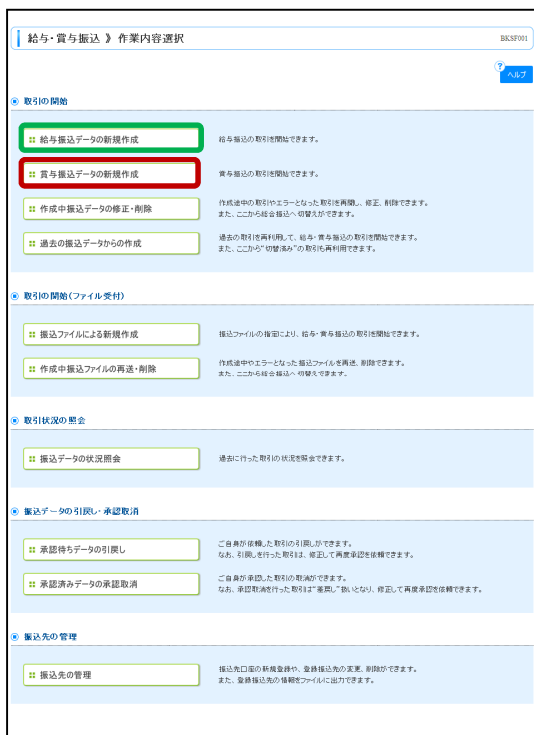 給与・賞与振込 》 作業内容選択
BKSF001
?
ヘルプ
取引の開始
給与振込データの新規作成
給与振込の取引を開始できます。
賞与振込データの新規作成
賞与振込の取引を開始できます。
作成中振込データの修正・削除
作成途中の取引やエラーとなった取引を再開し、修正、削除できます。
また、ここから総合振込へ切替えができます。
過去の振込データからの作成
過去の取引を再利用して、給与・賞与振込の取引を開始できます。
また、ここから“切替済み”の取引も再利用できます。
取引の開始(ファイル受付)
振込ファイルによる新規作成
振込ファイルの指定により、給与・賞与振込の取引を開始できます。
作成中振込ファイルの再送・削除
作成途中やエラーとなった振込ファイルを再送、削除できます。
また、ここから総合振込へ切替えできます。
取引状況の照会
振込データの状況照会
過去に行った取引の状況を照会できます。
振込データの引戻し・承認取消
承認待ちデータの引戻し
ご自身が依頼した取引の引戻しができます。
なお、引戻しを行った取引は、修正して再度承認を依頼できます。
承認済みデータの承認取消
ご自身が承認した取引の取消ができます。
なお、承認取消を行った取引は“差戻し”扱いとなり、修正して再度承認を依頼できます。
振込先の管理
振込先の管理
振込先口座の新規登録や、登録振込先の変更、削除ができます。
また、登録振込先の情報をファイルに出力できます。